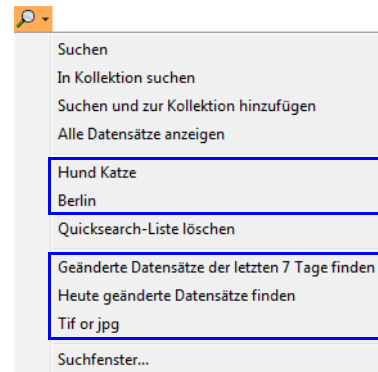 Suchen
In Kollektion suchen
Suchen und zur Kollektion hinzufügen
Alle Datensätze anzeigen
Hund Katze
Berlin
Quicksearch-Liste löschen
Geänderte Datensätze der letzten 7 Tage finden
Heute geänderte Datensätze finden
Tif or jpg
Suchfenster...